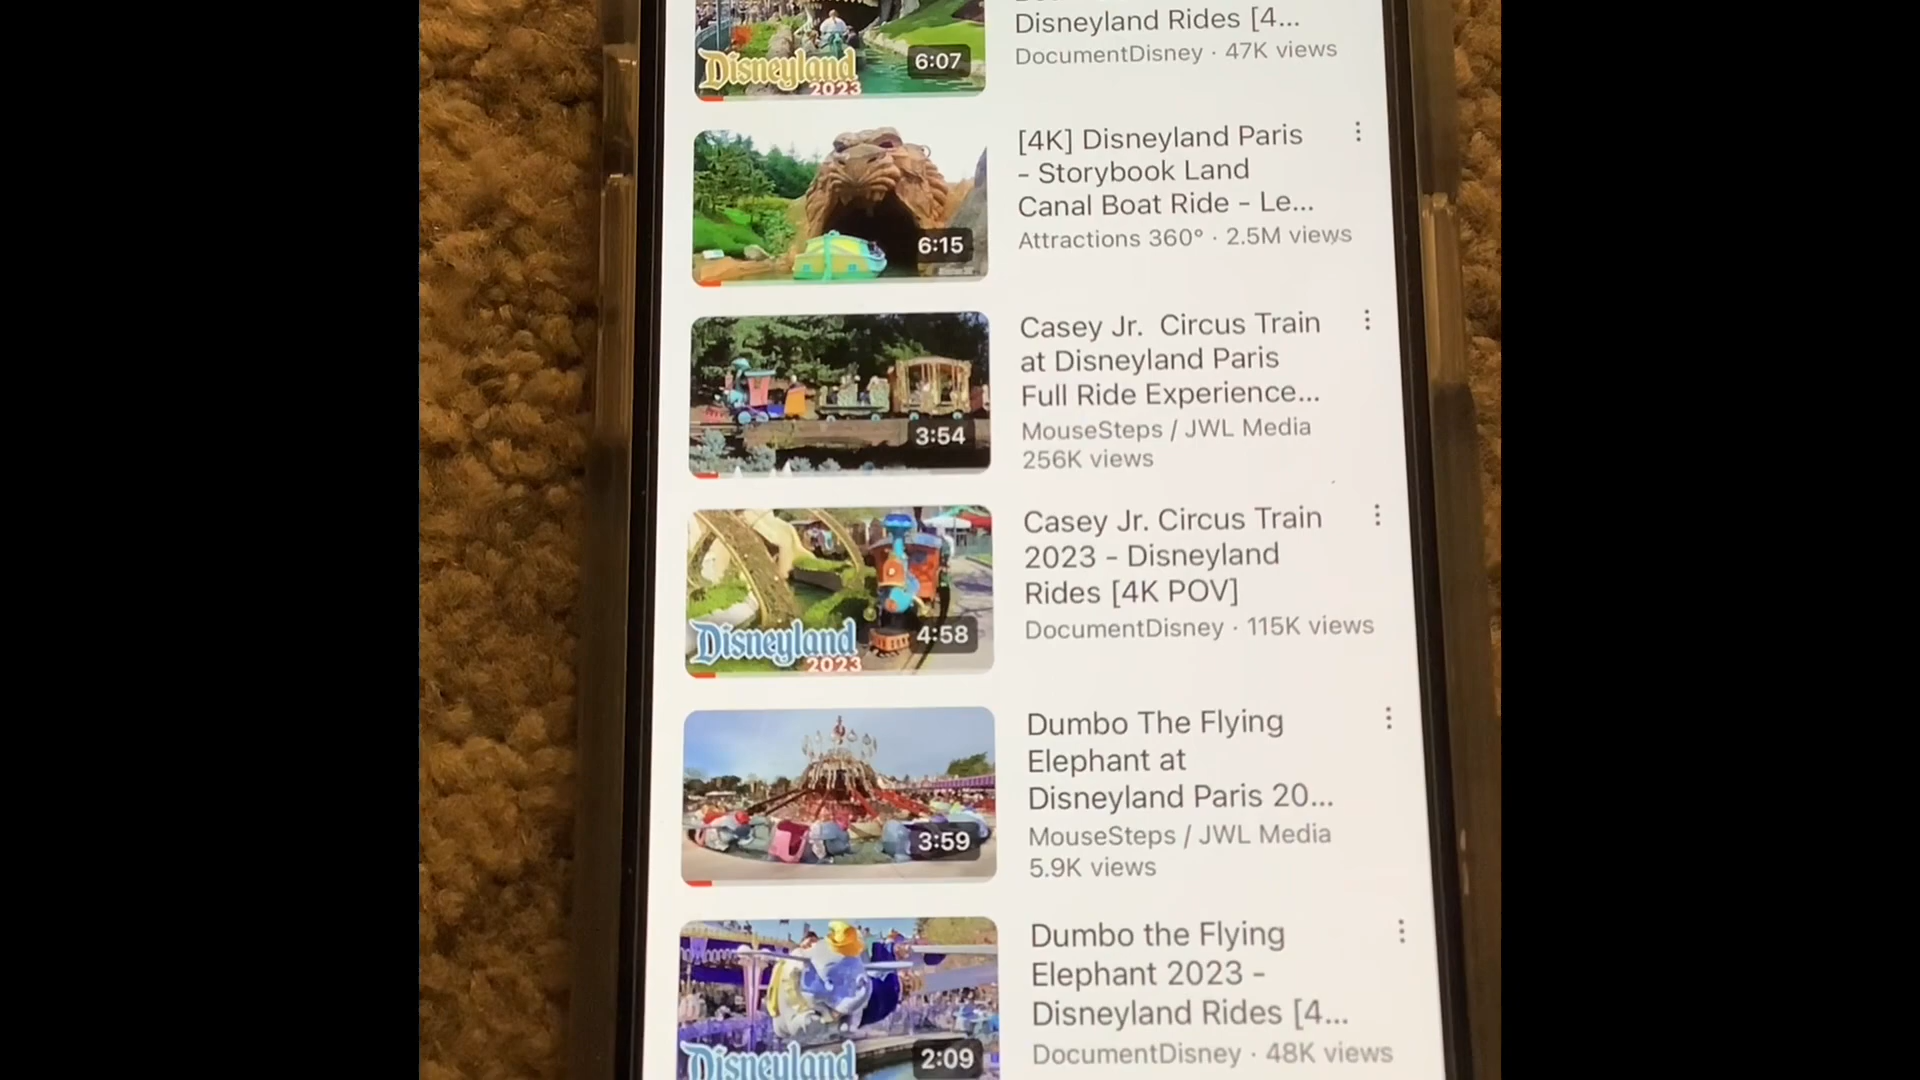 Disneyland Rides [4...
DocumentDisney · 47K views
Disneyland
2023
6:07
[4K] Disneyland Paris
- Storybook Land
Canal Boat Ride - Le...
Attractions 360° · 2.5M views
6:15
Casey Jr. Circus Train
at Disneyland Paris
Full Ride Experience...
MouseSteps / JWL Media
256K views
3:54
Casey Jr. Circus Train
2023 - Disneyland
Rides [4K POV]
DocumentDisney · 115K views
Disneyland
2023
4:58
Dumbo The Flying
Elephant at
Disneyland Paris 20...
MouseSteps / JWL Media
5.9K views
3:59
Dumbo the Flying
Elephant 2023 -
Disneyland Rides [4...
DocumentDisney · 48K views
Disneyland
2:09